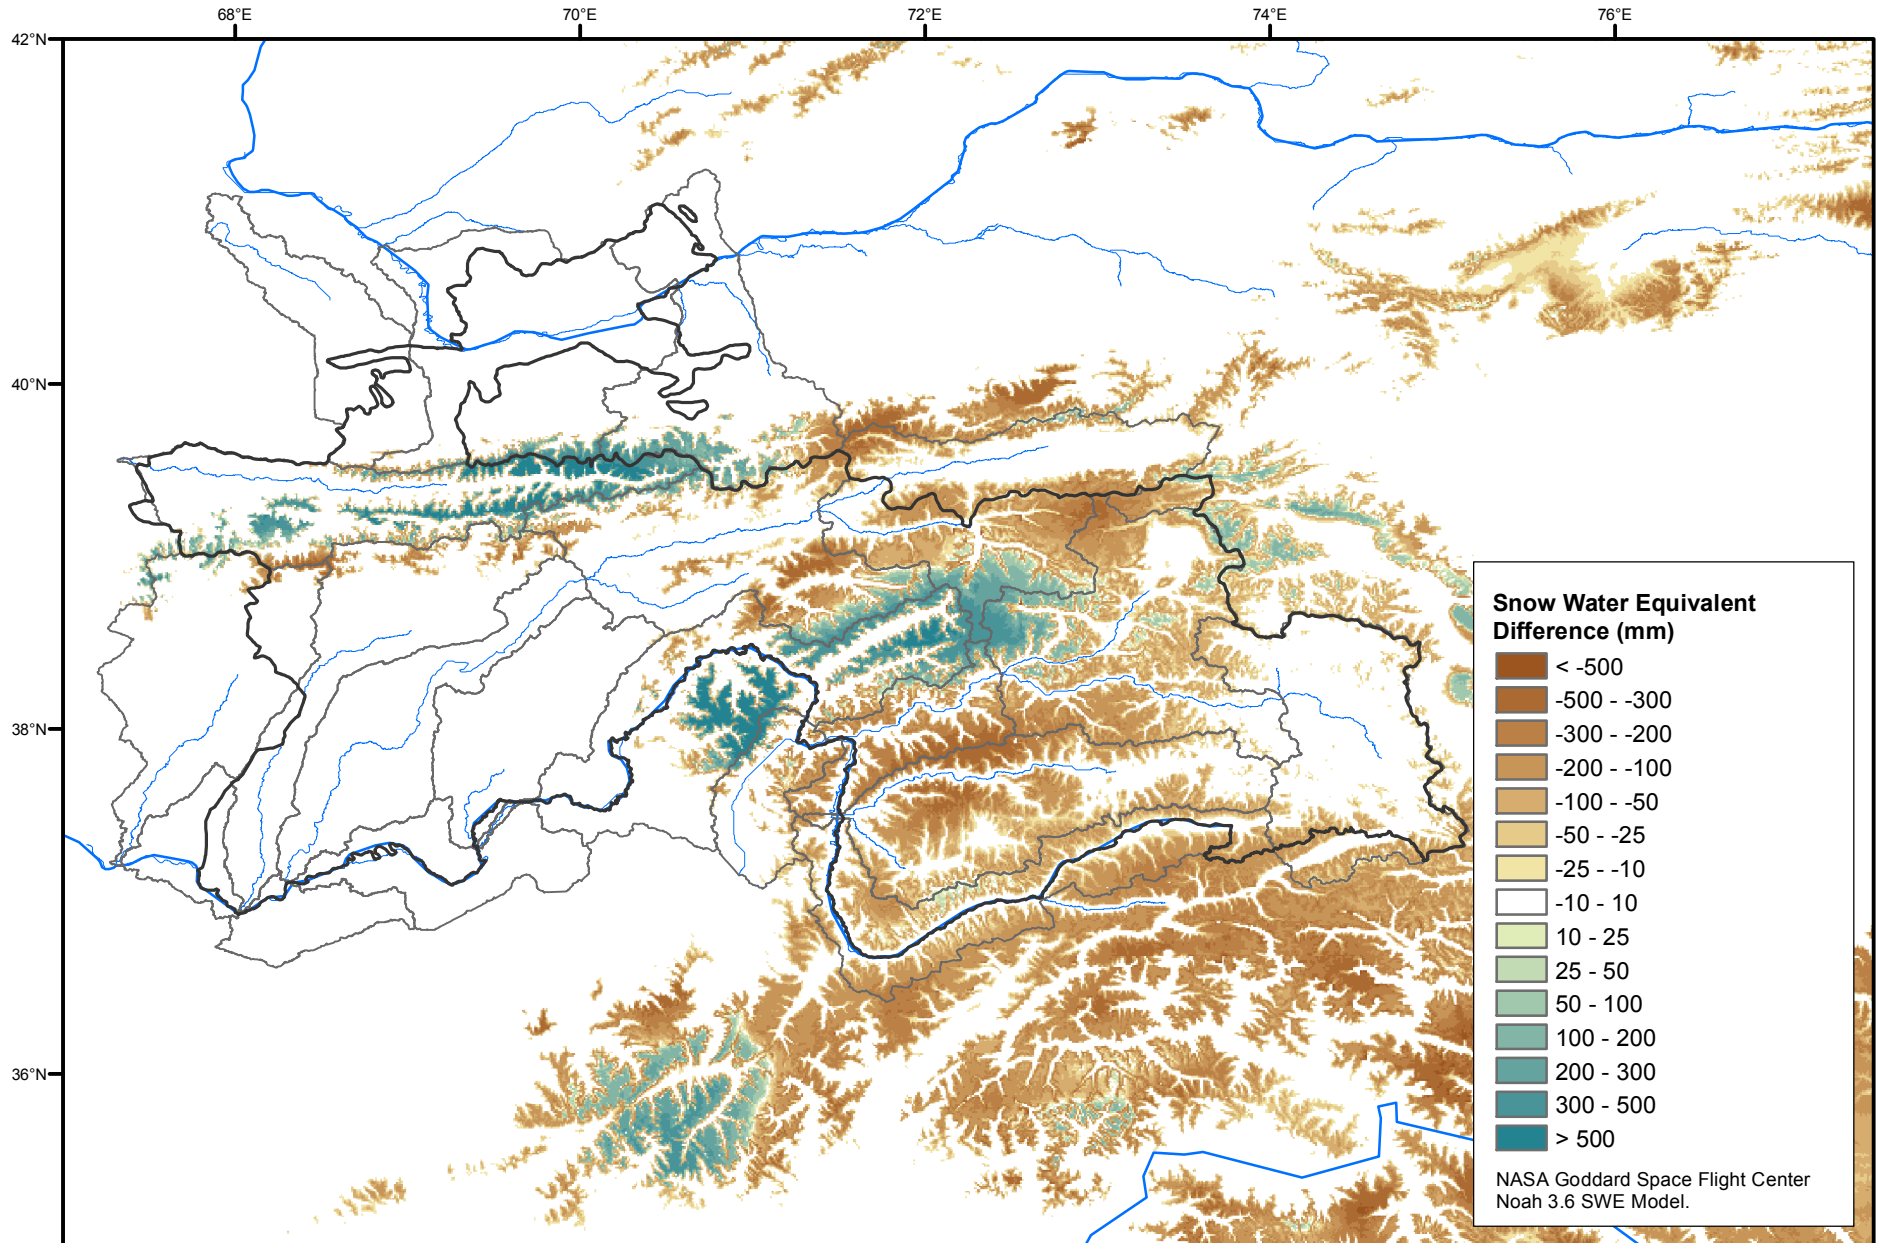 68°E
70°E
72°E
74°E
76°E
42°N
40°N
38°N
36°N
Snow Water Equivalent
Difference (mm)
< -500
-500 - -300
-300 - -200
-200 - -100
-100 - -50
-50 - -25
-25 - -10
-10 - 10
10 - 25
25 - 50
50 - 100
100 - 200
200 - 300
300 - 500
> 500
NASA Goddard Space Flight Center
Noah 3.6 SWE Model.